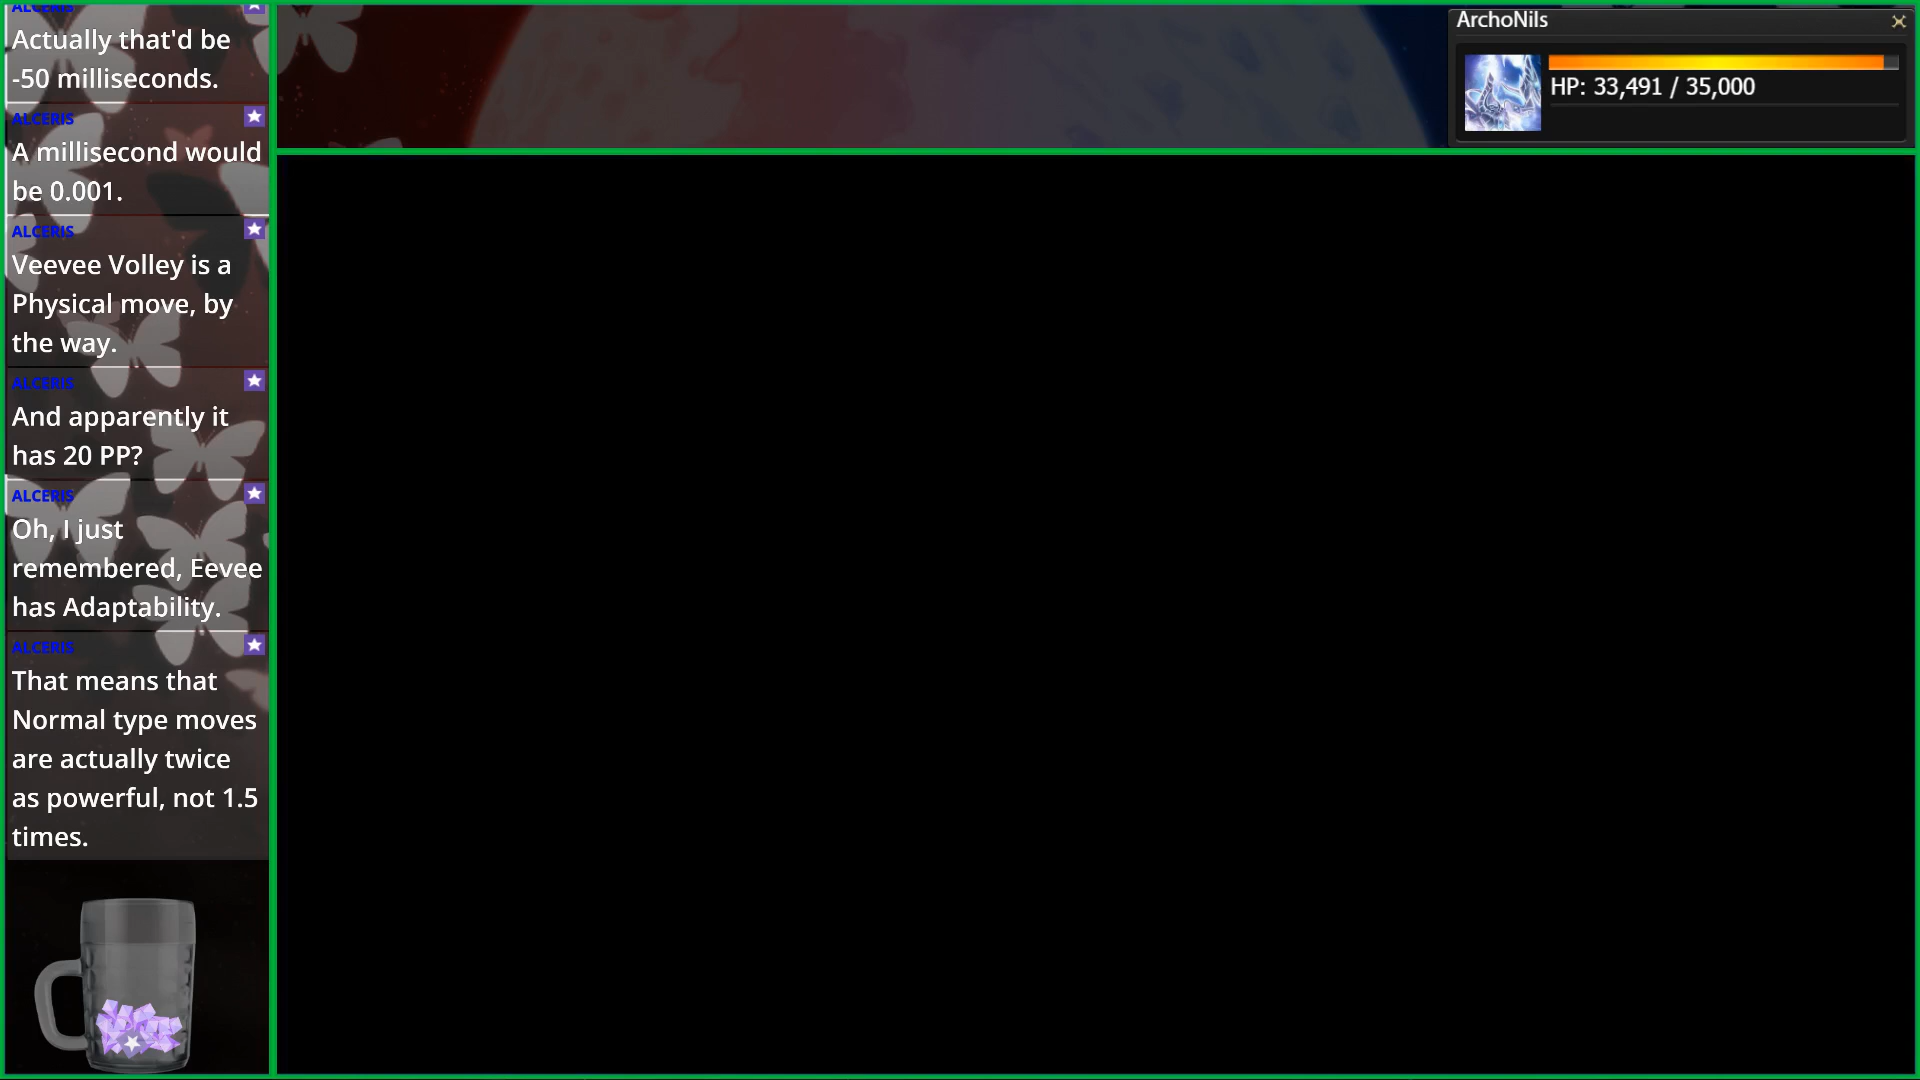 ALCERIS
Actually that'd be
-50 milliseconds.
ALCERIS
A millisecond would
be 0.001.
ALCERIS
Veevee Volley is a
Physical move, by
the way.
ALCERIS
And apparently it
has 20 PP?
ALCERIS
Oh, I just
remembered, Eevee
has Adaptability.
ALCERIS
That means that
Normal type moves
are actually twice
as powerful, not 1.5
times.
ArchoNils
HP: 33,491 / 35,000